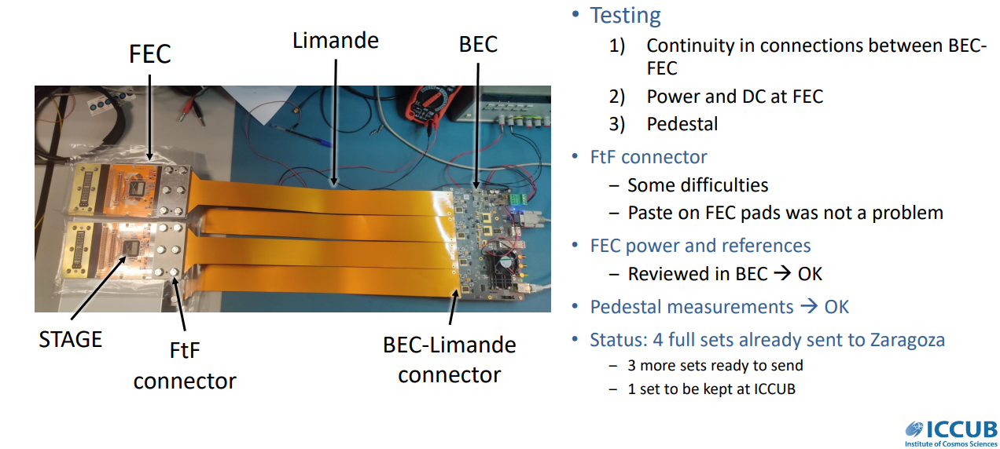 FEC
Limande
BEC
STAGE
FtF
connector
BEC-Limande
connector
• Testing
1) Continuity in connections between BEC-
FEC
2) Power and DC at FEC
3) Pedestal
• FtF connector
– Some difficulties
– Paste on FEC pads was not a problem
• FEC power and references
– Reviewed in BEC → OK
• Pedestal measurements → OK
• Status: 4 full sets already sent to Zaragoza
– 3 more sets ready to send
– 1 set to be kept at ICCUB
ICCUB
Institute of Cosmos Sciences